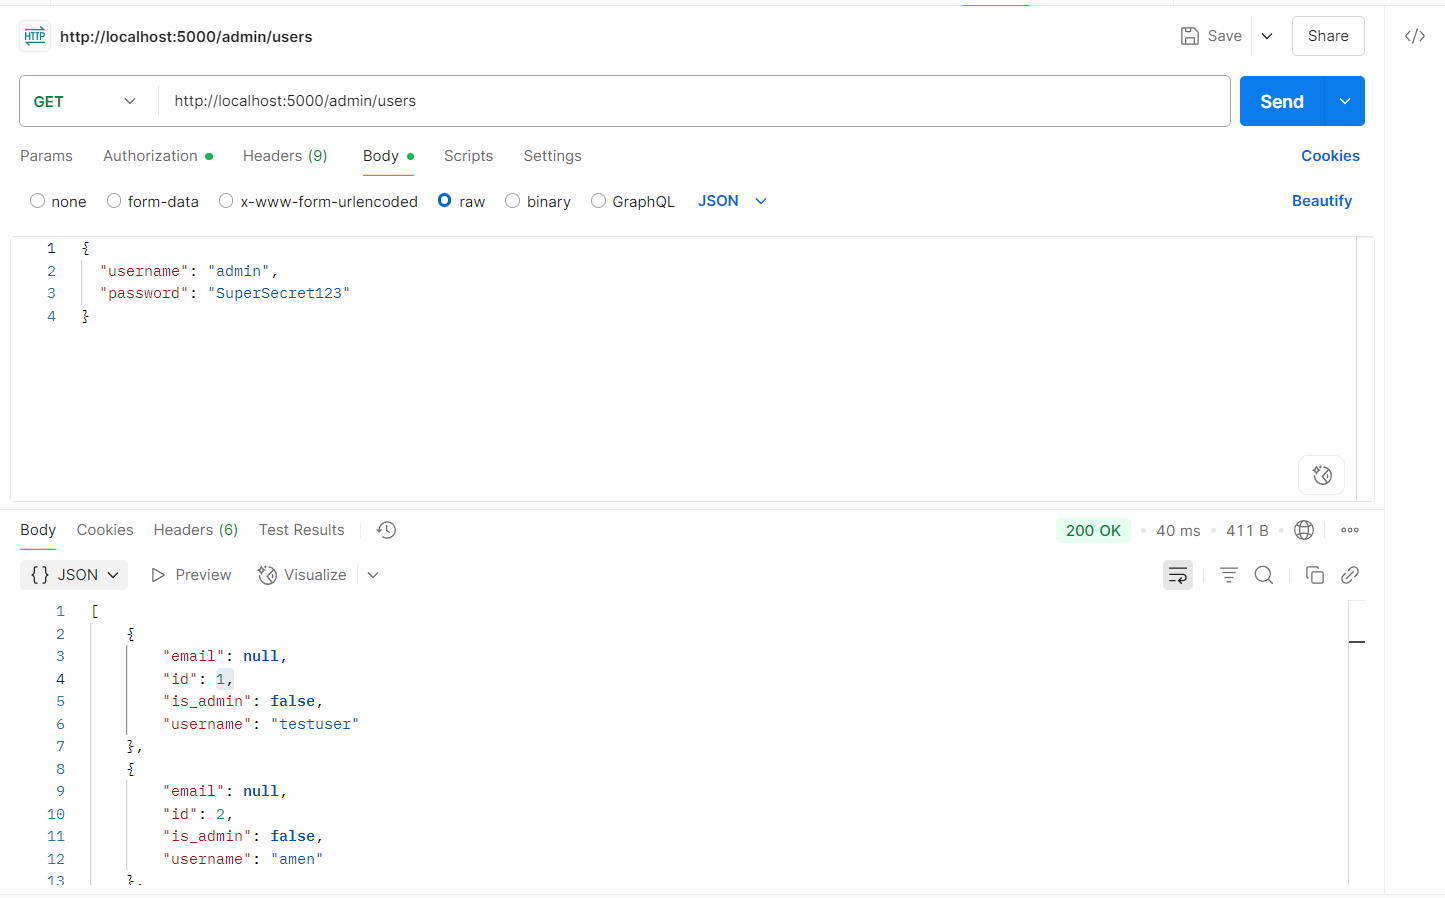 HTTP http://localhost:5000/admin/users Save Share </>
GET http://localhost:5000/admin/users Send
Params Authorization Headers (9) Body Scripts Settings Cookies
none form-data x-www-form-urlencoded raw binary GraphQL JSON Beautify
1 {
2 "username": "admin",
3 "password": "SuperSecret123"
4 }
Body Cookies Headers (6) Test Results 200 OK • 40 ms • 411 B •
{} JSON Preview Visualize
1 [
2 {
3 "email": null,
4 "id": 1,
5 "is_admin": false,
6 "username": "testuser"
7 },
8 {
9 "email": null,
10 "id": 2,
11 "is_admin": false,
12 "username": "amen"
13 },